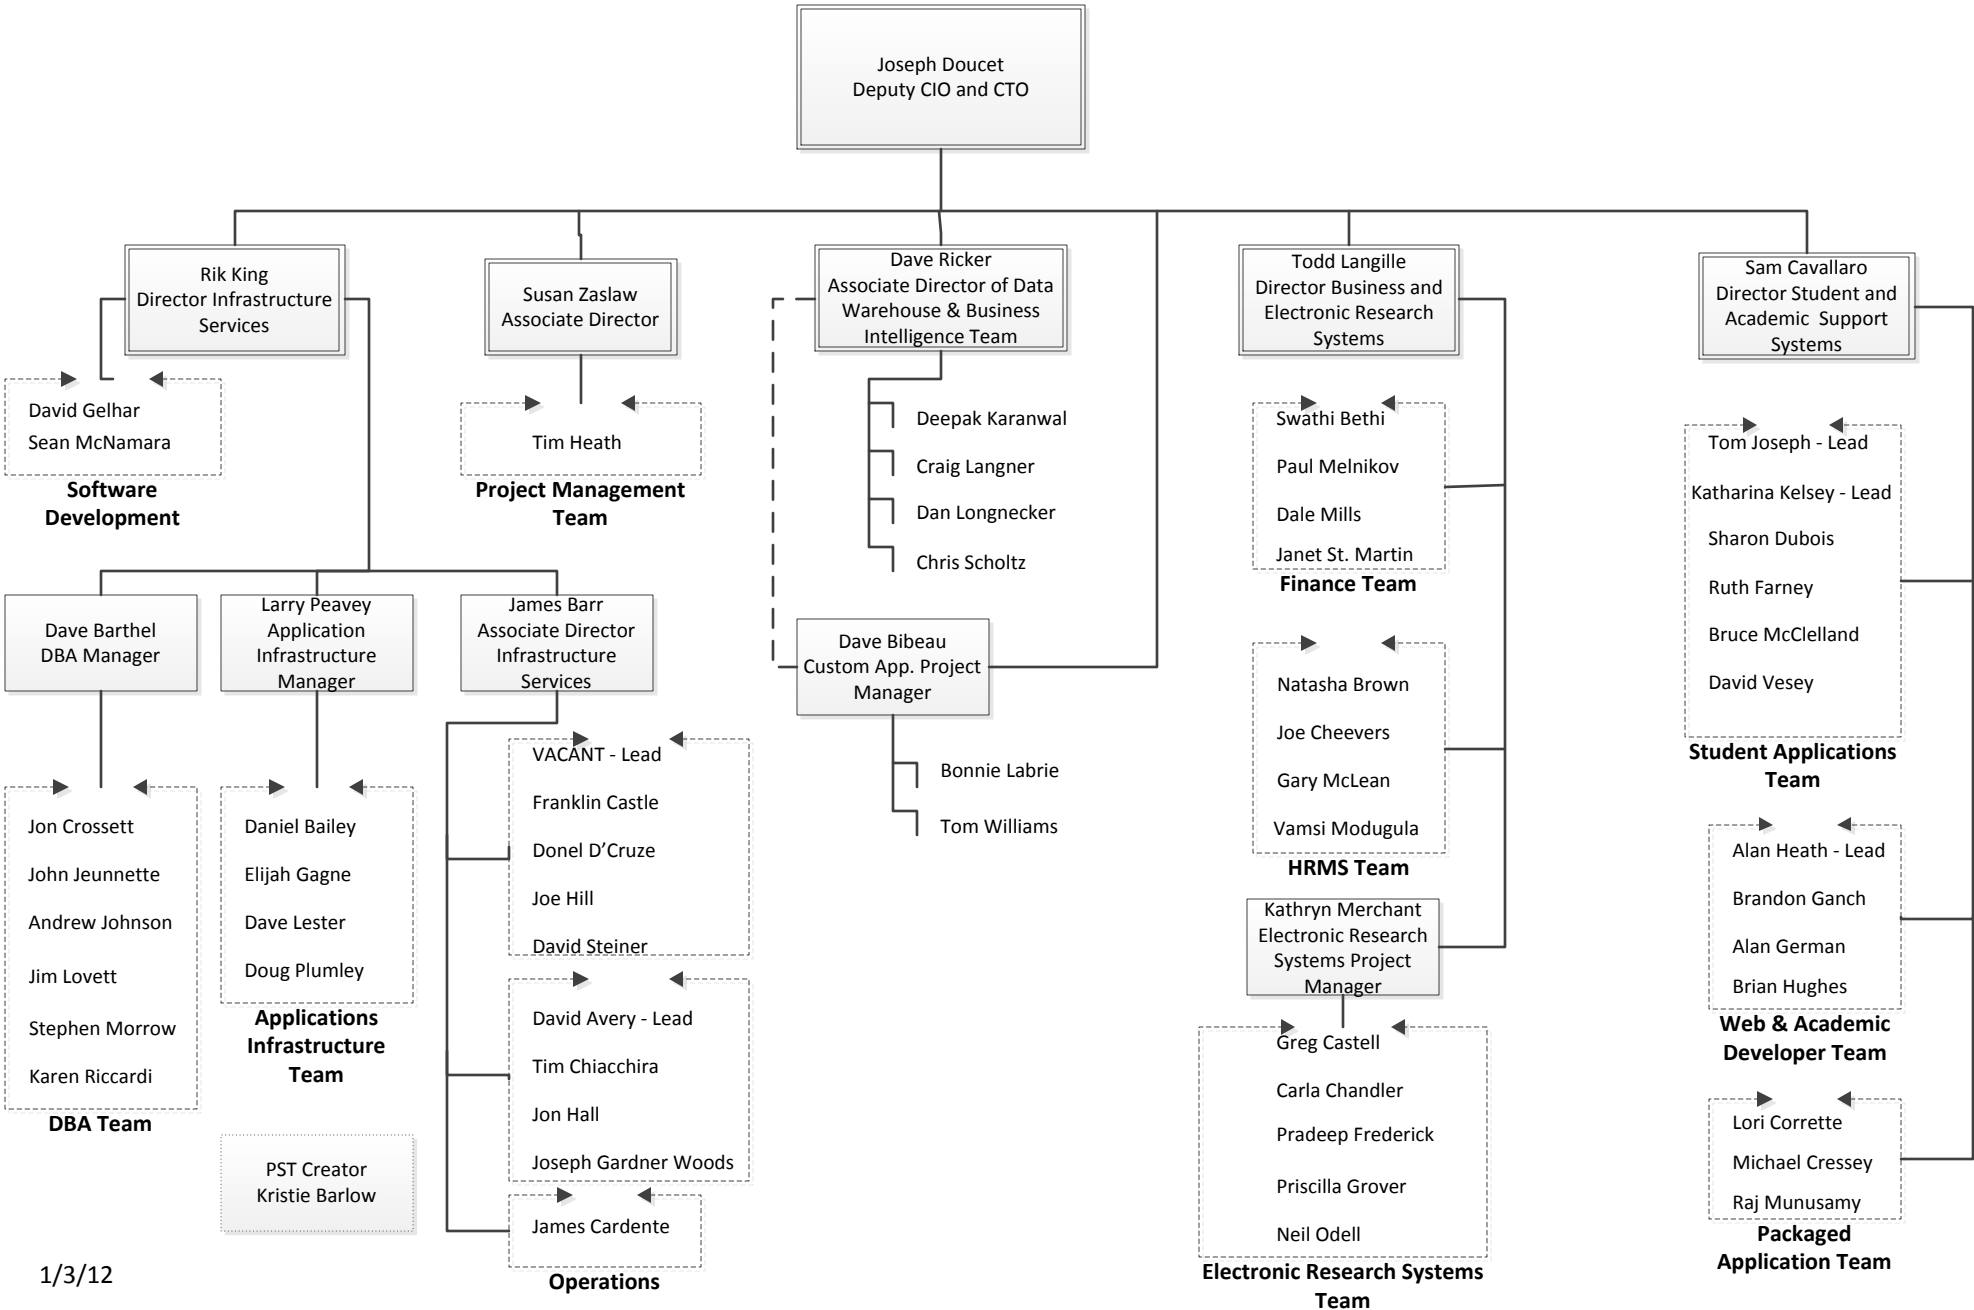 Joseph Doucet
Deputy CIO and CTO
Rik King
Director Infrastructure
Services
Susan Zaslaw
Associate Director
Dave Ricker
Associate Director of Data
Warehouse & Business
Intelligence Team
Todd Langille
Director Business and
Electronic Research
Systems
Sam Cavallaro
Director Student and
Academic Support
Systems
David Gelhar
Sean McNamara
Software
Development
Tim Heath
Project Management
Team
Deepak Karanwal
Craig Langner
Dan Longnecker
Chris Scholtz
Swathi Bethi
Paul Melnikov
Dale Mills
Janet St. Martin
Finance Team
Tom Joseph - Lead
Katharina Kelsey - Lead
Sharon Dubois
Ruth Farney
Bruce McClelland
David Vesey
Student Applications
Team
Dave Barthel
DBA Manager
Larry Peavey
Application
Infrastructure
Manager
James Barr
Associate Director
Infrastructure
Services
Dave Bibeau
Custom App. Project
Manager
Bonnie Labrie
Tom Williams
Natasha Brown
Joe Cheevers
Gary McLean
Vamsi Modugula
HRMS Team
Jon Crossett
John Jeunnette
Andrew Johnson
Jim Lovett
Stephen Morrow
Karen Riccardi
DBA Team
Daniel Bailey
Elijah Gagne
Dave Lester
Doug Plumley
Applications
Infrastructure
Team
VACANT - Lead
Franklin Castle
Donel D’Cruze
Joe Hill
David Steiner
David Avery - Lead
Tim Chiacchira
Jon Hall
Joseph Gardner Woods
James Cardente
Operations
Kathryn Merchant
Electronic Research
Systems Project
Manager
Greg Castell
Carla Chandler
Pradeep Frederick
Priscilla Grover
Neil Odell
Electronic Research Systems
Team
Alan Heath - Lead
Brandon Ganch
Alan German
Brian Hughes
Web & Academic
Developer Team
Lori Corrette
Michael Cressey
Raj Munusamy
Packaged
Application Team
PST Creator
Kristie Barlow
1/3/12